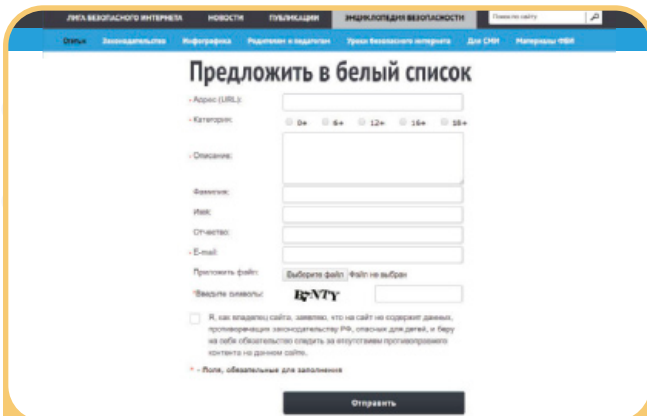 ЛИГА БЕЗОПАСНОГО ИНТЕРНЕТА НОВОСТИ ПУБЛИКАЦИИ ЭНЦИКЛОПЕДИЯ БЕЗОПАСНОСТИ Поиск по сайту
Статьи Законодательство Инфографика Родителям и педагогам Уроки безопасного интернета Для СМИ Материалы ФБИ
Предложить в белый список
* Адрес (URL):
* Категория: 0+ 6+ 12+ 16+ 18+
* Описание:
Фамилия:
Имя:
Отчество:
* E-mail:
Приложить файл: Выберите файл Файл не выбран
*Введите символы:
Я, как владелец сайта, заявляю, что на сайт не содержит данных,
противоречащих законодательству РФ, опасных для детей, и беру
на себя обязательство следить за отсутствием противоправного
контента на данном сайте.
* - Поля, обязательные для заполнения
Отправить